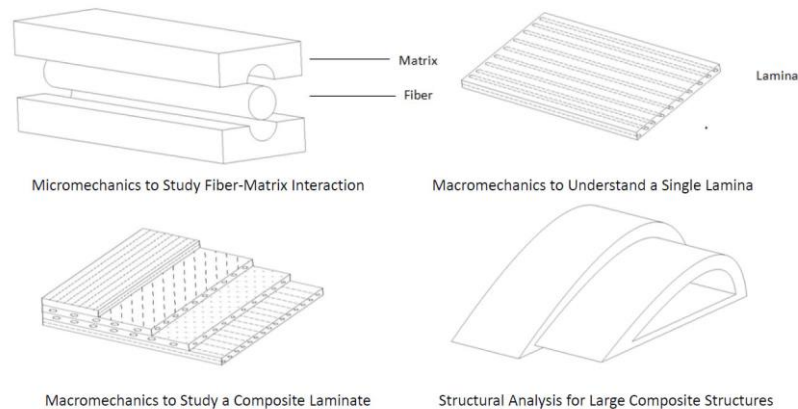 Matrix
Fiber
Lamina
Micromechanics to Study Fiber-Matrix Interaction
Macromechanics to Understand a Single Lamina
Macromechanics to Study a Composite Laminate
Structural Analysis for Large Composite Structures